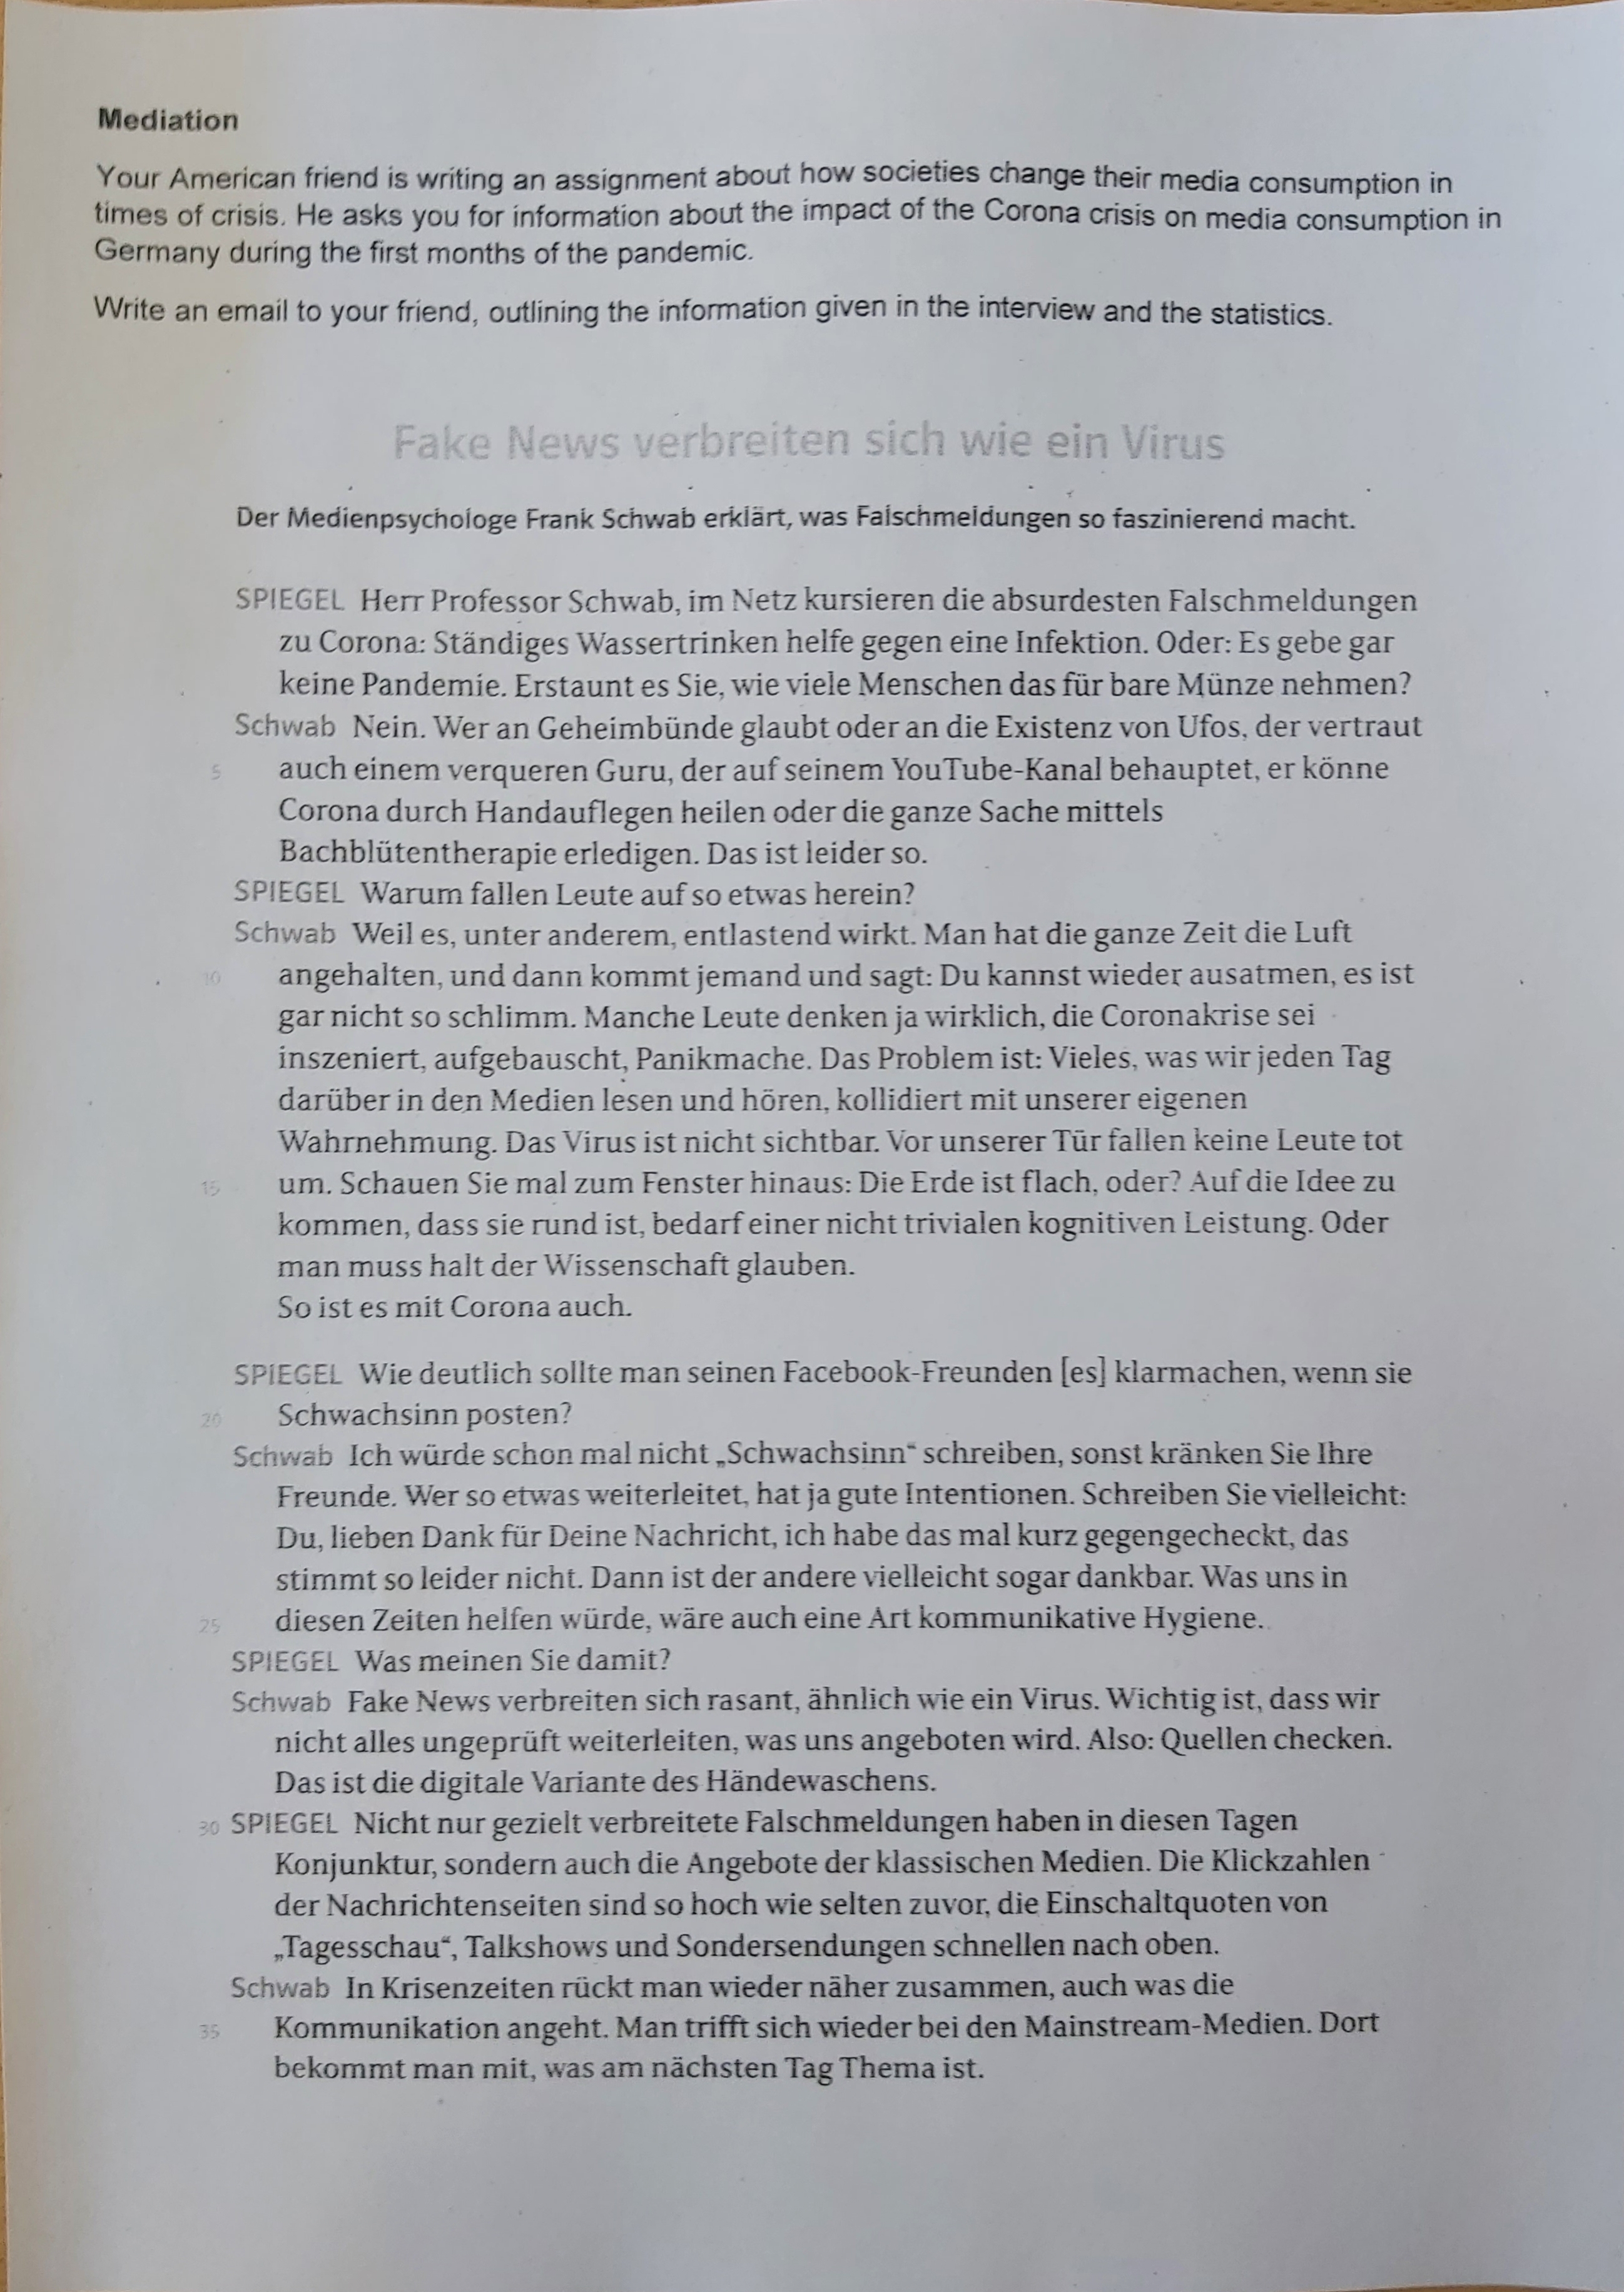 Mediation
Your American friend is writing an assignment about how societies change their media consumption in
times of crisis. He asks you for information about the impact of the Corona crisis on media consumption in
Germany during the first months of the pandemic.
Write an email to your friend, outlining the information given in the interview and the statistics.
Fake News verbreiten sich wie ein Virus
Der Medienpsychologe Frank Schwab erklärt, was Falschmeldungen so faszinierend macht.
SPIEGEL Herr Professor Schwab, im Netz kursieren die absurdesten Falschmeldungen
zu Corona: Ständiges Wassertrinken helfe gegen eine Infektion. Oder: Es gebe gar
keine Pandemie. Erstaunt es Sie, wie viele Menschen das für bare Münze nehmen?
Schwab Nein. Wer an Geheimbünde glaubt oder an die Existenz von Ufos, der vertraut
5 auch einem verqueren Guru, der auf seinem YouTube-Kanal behauptet, er könne
Corona durch Handauflegen heilen oder die ganze Sache mittels
Bachblütentherapie erledigen. Das ist leider so.
SPIEGEL Warum fallen Leute auf so etwas herein?
Schwab Weil es, unter anderem, entlastend wirkt. Man hat die ganze Zeit die Luft
10 angehalten, und dann kommt jemand und sagt: Du kannst wieder ausatmen, es ist
gar nicht so schlimm. Manche Leute denken ja wirklich, die Coronakrise sei
inszeniert, aufgebauscht, Panikmache. Das Problem ist: Vieles, was wir jeden Tag
darüber in den Medien lesen und hören, kollidiert mit unserer eigenen
Wahrnehmung. Das Virus ist nicht sichtbar. Vor unserer Tür fallen keine Leute tot
15 um. Schauen Sie mal zum Fenster hinaus: Die Erde ist flach, oder? Auf die Idee zu
kommen, dass sie rund ist, bedarf einer nicht trivialen kognitiven Leistung. Oder
man muss halt der Wissenschaft glauben.
So ist es mit Corona auch.
SPIEGEL Wie deutlich sollte man seinen Facebook-Freunden [es] klarmachen, wenn sie
20 Schwachsinn posten?
Schwab Ich würde schon mal nicht „Schwachsinn“ schreiben, sonst kränken Sie Ihre
Freunde. Wer so etwas weiterleitet, hat ja gute Intentionen. Schreiben Sie vielleicht:
Du, lieben Dank für Deine Nachricht, ich habe das mal kurz gegengecheckt, das
stimmt so leider nicht. Dann ist der andere vielleicht sogar dankbar. Was uns in
25 diesen Zeiten helfen würde, wäre auch eine Art kommunikative Hygiene.
SPIEGEL Was meinen Sie damit?
Schwab Fake News verbreiten sich rasant, ähnlich wie ein Virus. Wichtig ist, dass wir
nicht alles ungeprüft weiterleiten, was uns angeboten wird. Also: Quellen checken.
Das ist die digitale Variante des Händewaschens.
30 SPIEGEL Nicht nur gezielt verbreitete Falschmeldungen haben in diesen Tagen
Konjunktur, sondern auch die Angebote der klassischen Medien. Die Klickzahlen
der Nachrichtenseiten sind so hoch wie selten zuvor, die Einschaltquoten von
„Tagesschau“, Talkshows und Sondersendungen schnellen nach oben.
Schwab In Krisenzeiten rückt man wieder näher zusammen, auch was die
35 Kommunikation angeht. Man trifft sich wieder bei den Mainstream-Medien. Dort
bekommt man mit, was am nächsten Tag Thema ist.